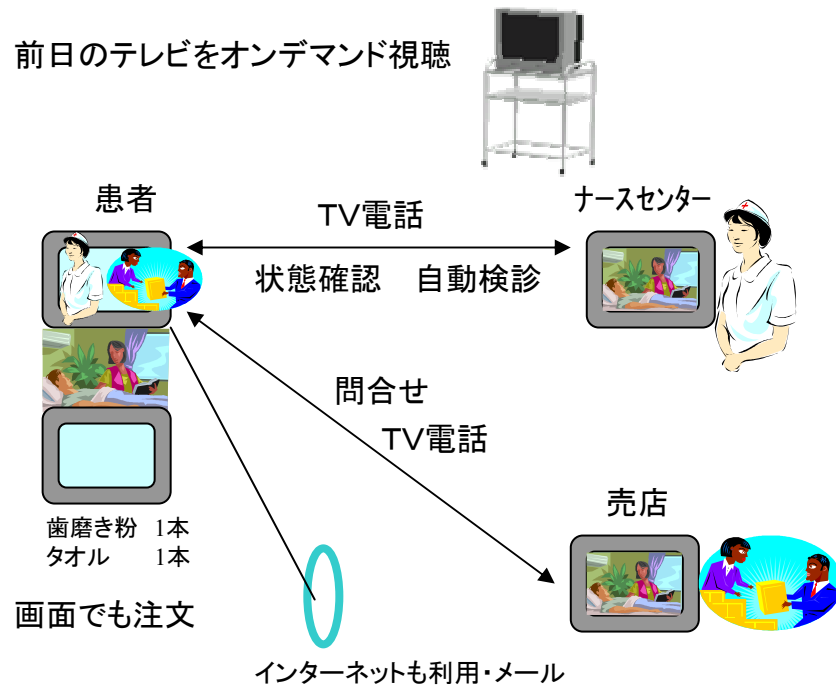 前日のテレビをオンデマンド視聴
患者
TV電話
ナースセンター
状態確認　自動検診
問合せ
TV電話
売店
歯磨き粉　1本
タオル　1本
画面でも注文
インターネットも利用・メール